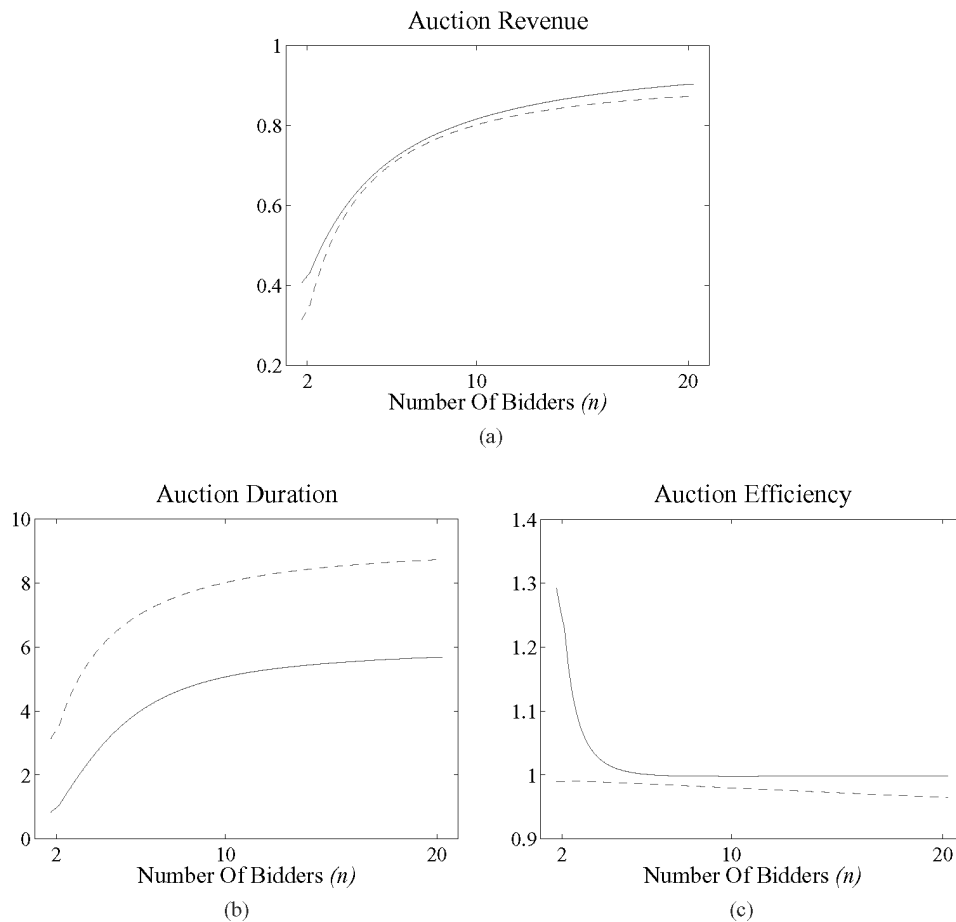 Auction Revenue
1
0.8
0.6
0.4
0.2
2 10 20
Number Of Bidders (n)
(a)
Auction Duration
10
8
6
4
2
0
2 10 20
Number Of Bidders (n)
(b)
Auction Efficiency
1.4
1.3
1.2
1.1
1
0.9
2 10 20
Number Of Bidders (n)
(c)